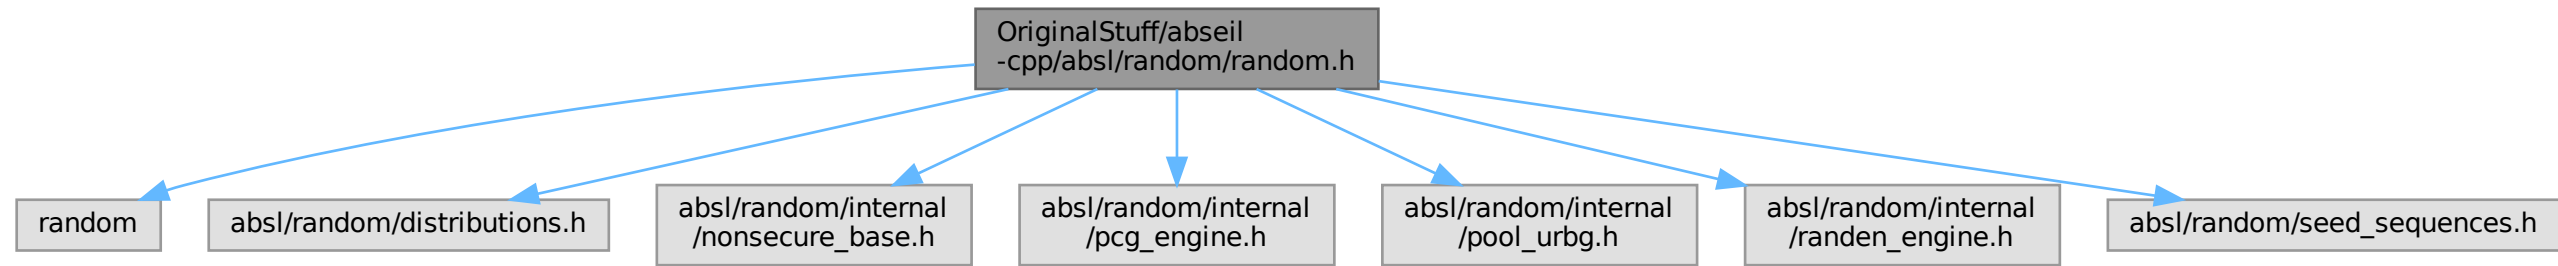 OriginalStuff/abseil
-cpp/absl/random/random.h
random
absl/random/distributions.h
absl/random/internal
/nonsecure_base.h
absl/random/internal
/pcg_engine.h
absl/random/internal
/pool_urbg.h
absl/random/internal
/randen_engine.h
absl/random/seed_sequences.h